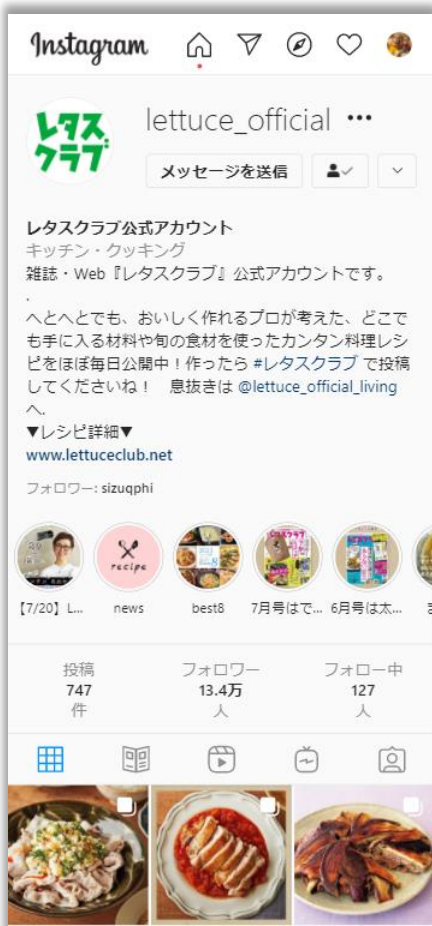 Instagram
レタス
クラブ
lettuce_official •••
メッセージを送信
レタスクラブ公式アカウント
キッチン・クッキング
雑誌・Web『レタスクラブ』公式アカウントです。
.
へとへとでも、おいしく作れるプロが考えた、どこで
も手に入る材料や旬の食材を使ったカンタン料理レシ
ピをほぼ毎日公開中！作ったら #レタスクラブ で投稿
してくださいね！　息抜きは @lettuce_official_living
へ.
▼レシピ詳細▼
www.lettuceclub.net
フォロワー: sizuqphi
recipe
【7/20】L... news best8 7月号はで... 6月号は太...
投稿 フォロワー フォロー中
747 13.4万 127
件 人 人